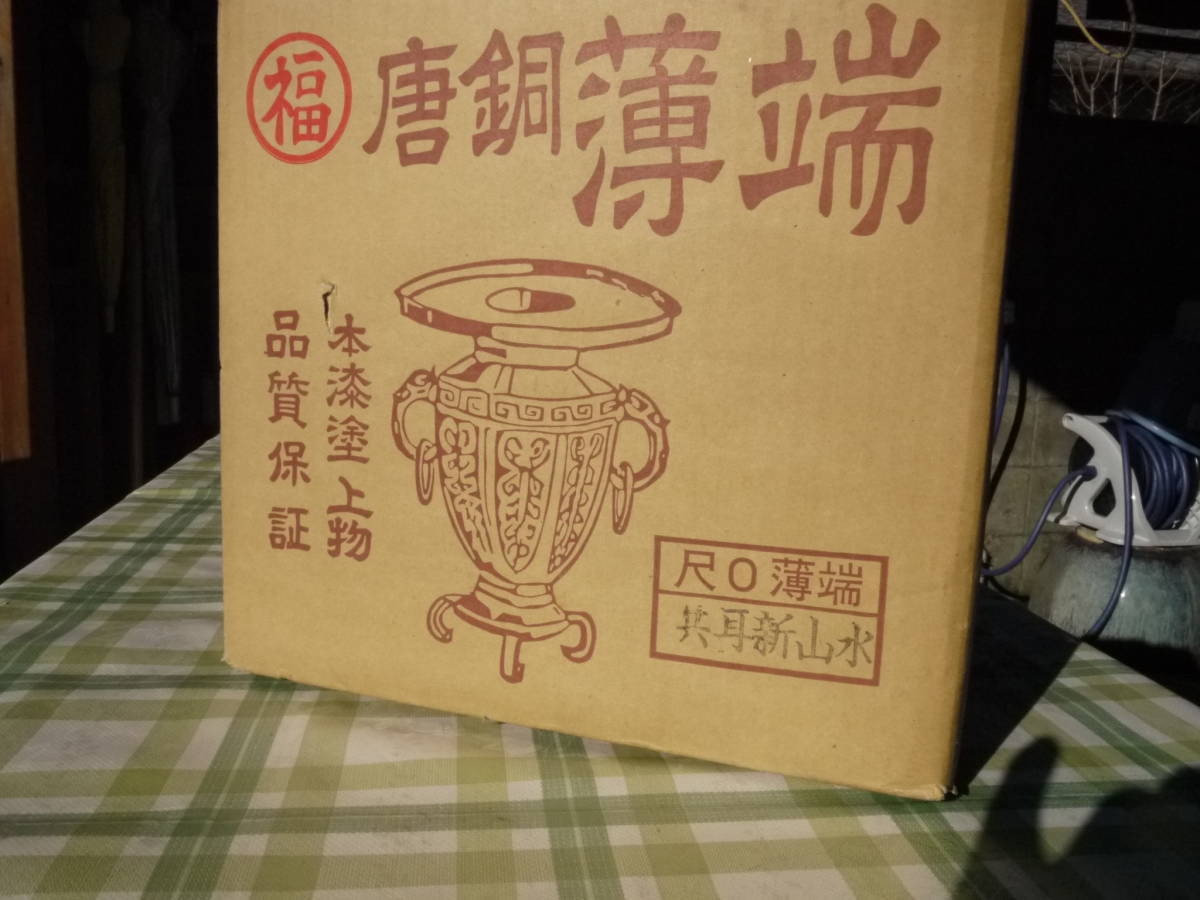 福 唐銅薄端
本漆塗上物
品質保証
尺０薄端
共耳新山水